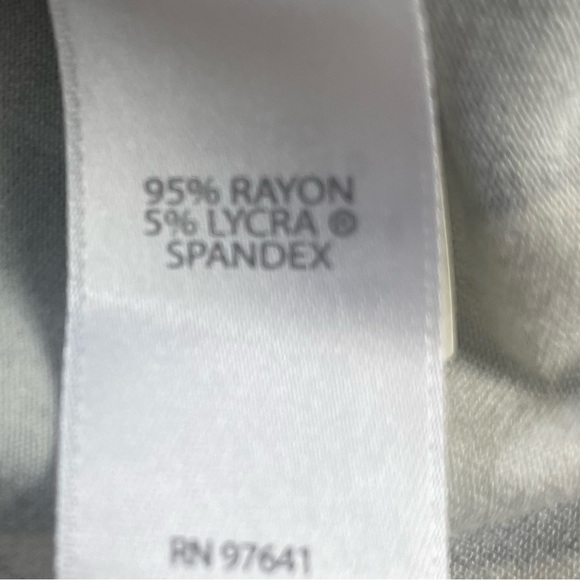 95% RAYON
5% LYCRA ®
SPANDEX
RN 97641